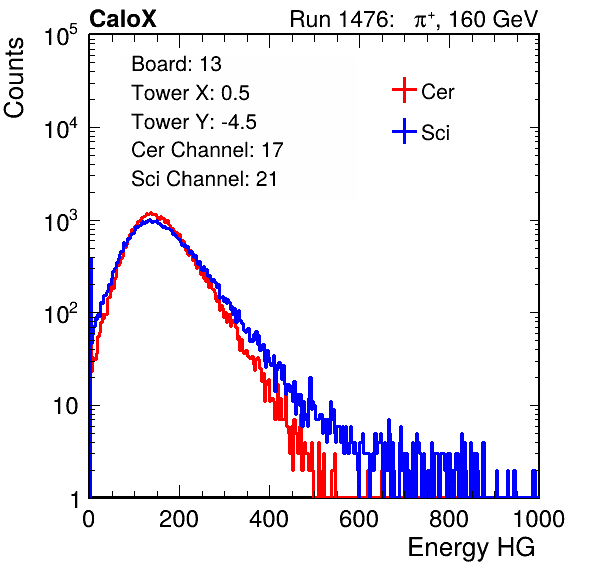 CaloX Run 1476: π⁺, 160 GeV
Counts
10⁵
10⁴
10³
10²
10
1
Board: 13
Tower X: 0.5
Tower Y: -4.5
Cer Channel: 17
Sci Channel: 21
Cer
Sci
0 200 400 600 800 1000
Energy HG